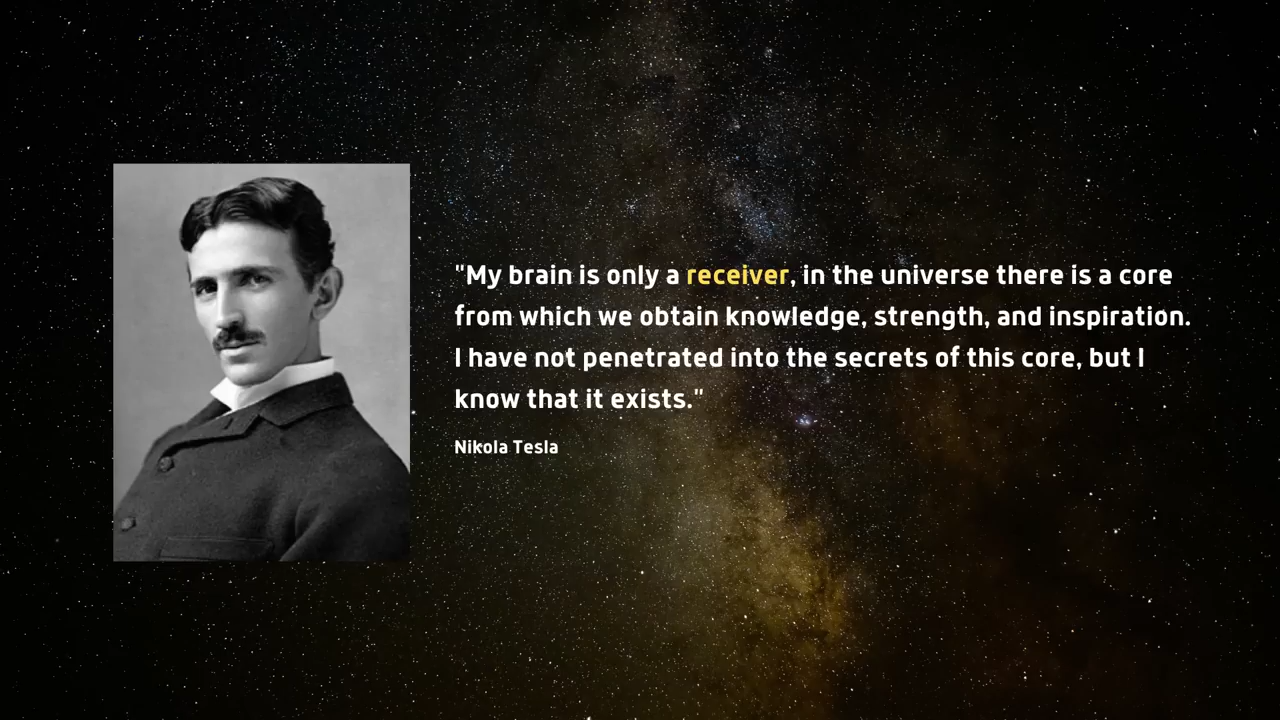 "My brain is only a receiver, in the universe there is a core
from which we obtain knowledge, strength, and inspiration.
I have not penetrated into the secrets of this core, but I
know that it exists."
Nikola Tesla